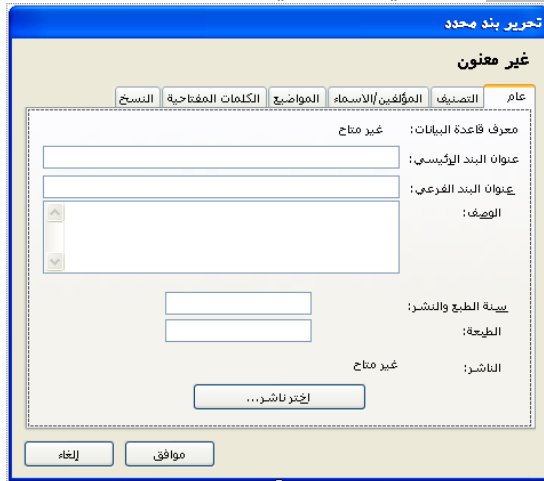 تحرير بند محدد
غير معنون
عام التصنيف المؤلفين/الاسماء المواضيع الكلمات المفتاحية النسخ
معرف قاعدة البيانات: غير متاح
عنوان البند الرئيسي:
عنوان البند الفرعي:
الوصف:
سنة الطبع والنشر:
الطبعة:
الناشر: غير متاح
اختر ناشر...
موافق إلغاء